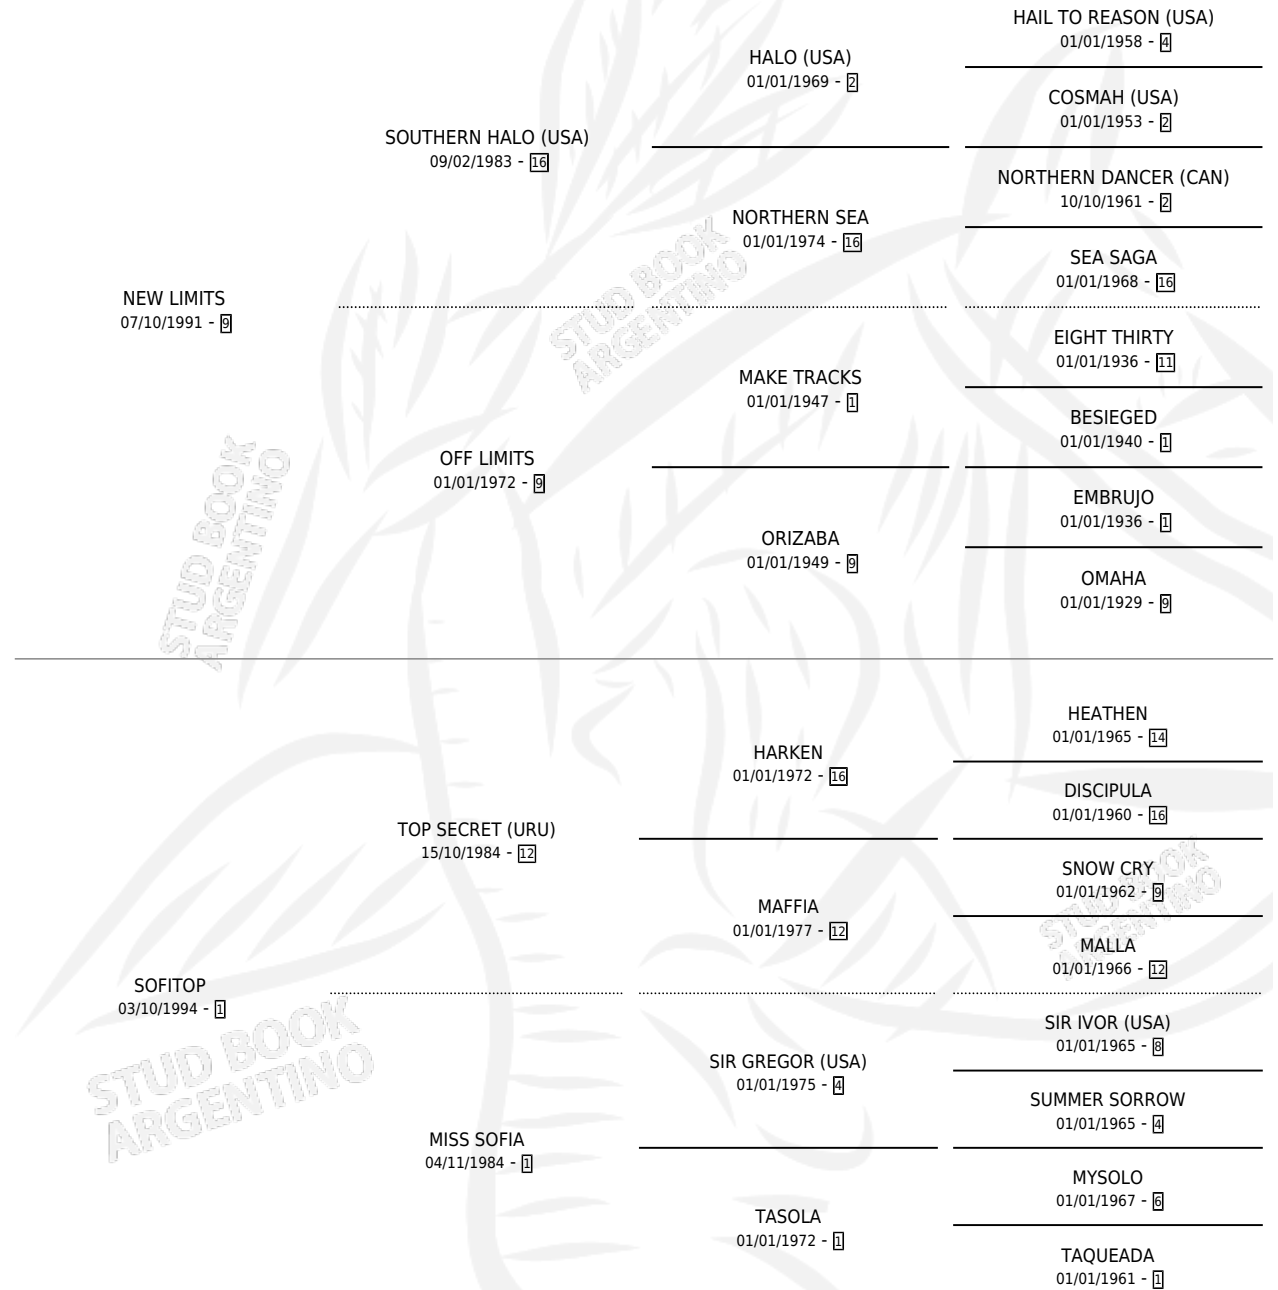 HAIL TO REASON (USA)
01/01/1958 - 4
HALO (USA)
01/01/1969 - 2
COSMAH (USA)
01/01/1953 - 2
SOUTHERN HALO (USA)
09/02/1983 - 16
NORTHERN DANCER (CAN)
10/10/1961 - 2
NORTHERN SEA
01/01/1974 - 16
SEA SAGA
01/01/1968 - 16
NEW LIMITS
07/10/1991 - 9
EIGHT THIRTY
01/01/1936 - 11
MAKE TRACKS
01/01/1947 - 1
BESIEGED
01/01/1940 - 1
OFF LIMITS
01/01/1972 - 9
EMBRUJO
01/01/1936 - 1
ORIZABA
01/01/1949 - 9
OMAHA
01/01/1929 - 9
STUD BOOK
ARGENTINO
STUD BOOK
ARGENTINO
HEATHEN
01/01/1965 - 14
HARKEN
01/01/1972 - 16
DISCIPULA
01/01/1960 - 16
TOP SECRET (URU)
15/10/1984 - 12
SNOW CRY
01/01/1962 - 9
MAFFIA
01/01/1977 - 12
MALLA
01/01/1966 - 12
STUD BOOK
ARGENTINO
SOFITOP
03/10/1994 - 1
SIR IVOR (USA)
01/01/1965 - 8
SIR GREGOR (USA)
01/01/1975 - 4
SUMMER SORROW
01/01/1965 - 4
STUD BOOK
ARGENTINO
MISS SOFIA
04/11/1984 - 1
MYSOLO
01/01/1967 - 6
TASOLA
01/01/1972 - 1
TAQUEADA
01/01/1961 - 1